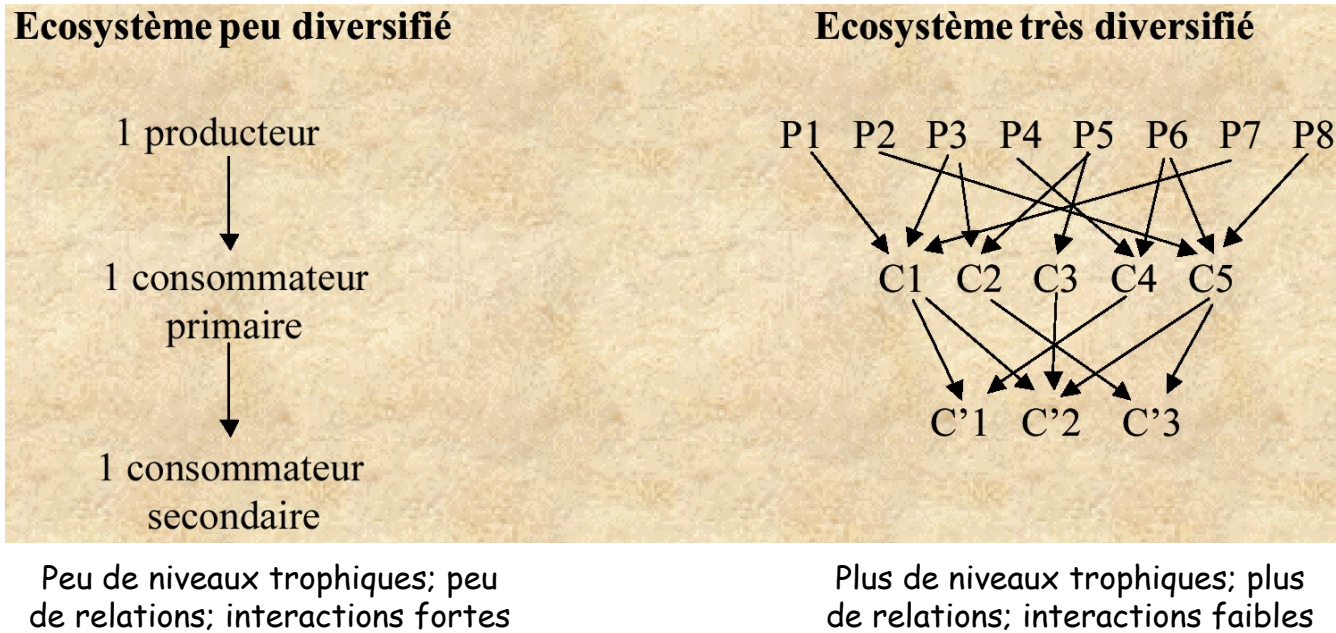 Ecosystème peu diversifié
1 producteur
1 consommateur
primaire
1 consommateur
secondaire
Peu de niveaux trophiques; peu
de relations; interactions fortes
Ecosystème très diversifié
P1 P2 P3 P4 P5 P6 P7 P8
C1 C2 C3 C4 C5
C’1 C’2 C’3
Plus de niveaux trophiques; plus
de relations; interactions faibles